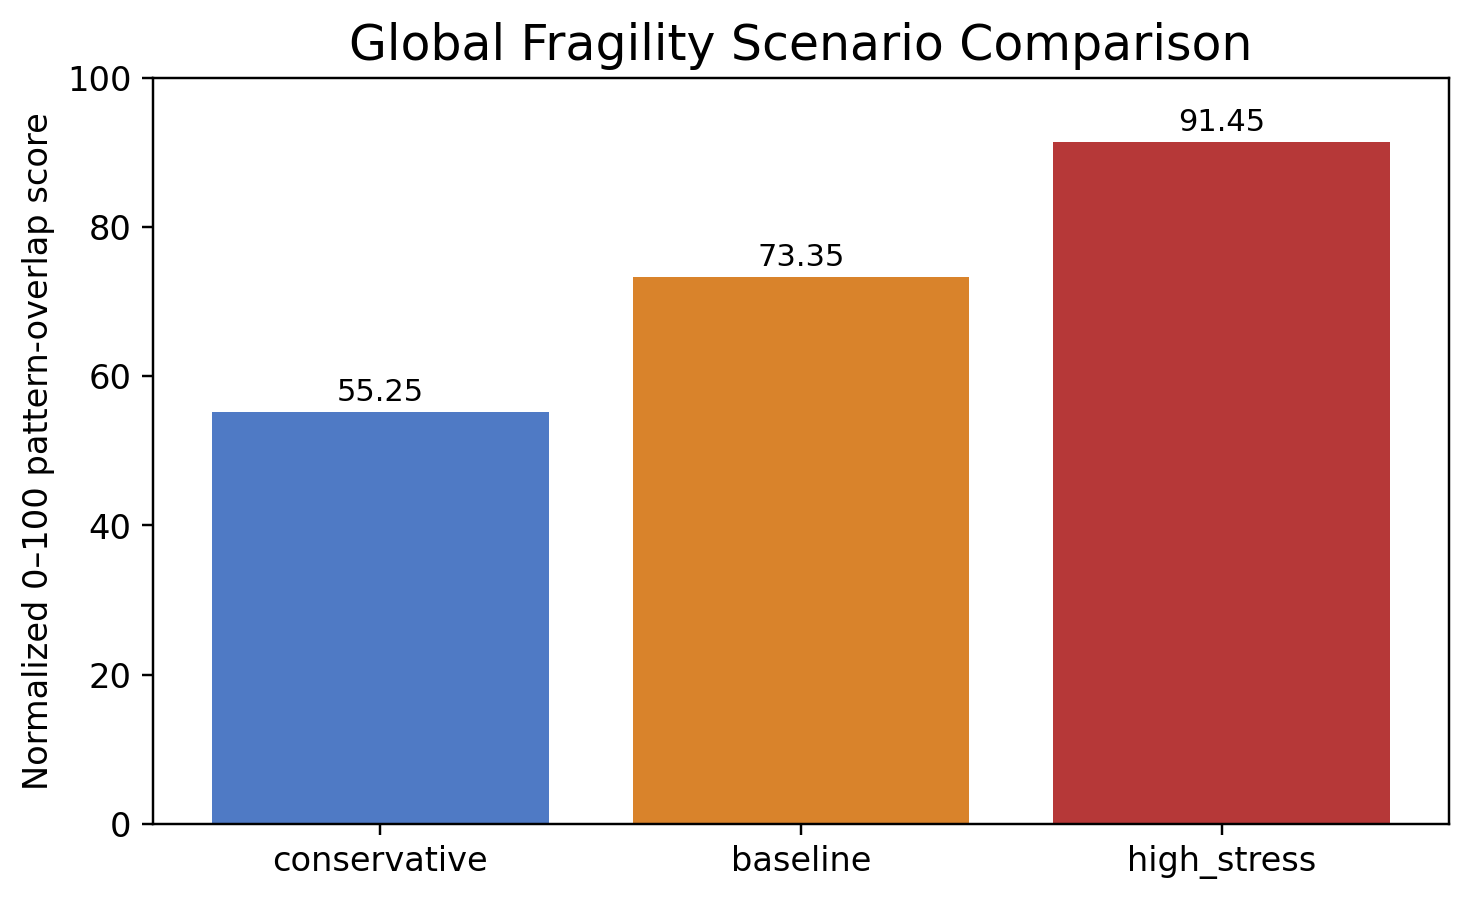 Global Fragility Scenario Comparison
Normalized 0–100 pattern-overlap score
100
80
60
40
20
0
55.25
73.35
91.45
conservative
baseline
high_stress